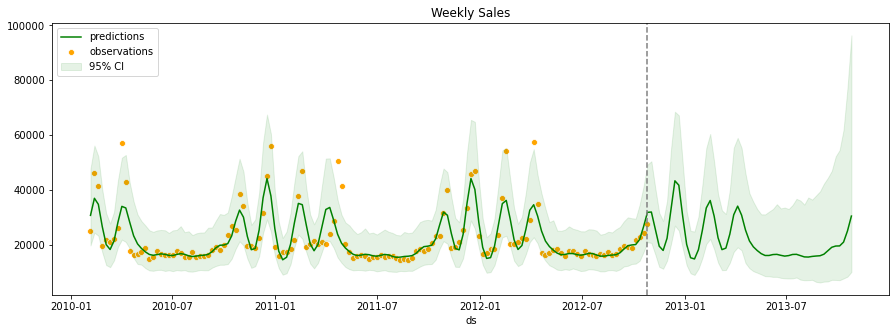 Weekly Sales
100000
80000
60000
40000
20000
predictions
observations
95% CI
2010-01 2010-07 2011-01 2011-07 2012-01 2012-07 2013-01 2013-07
ds